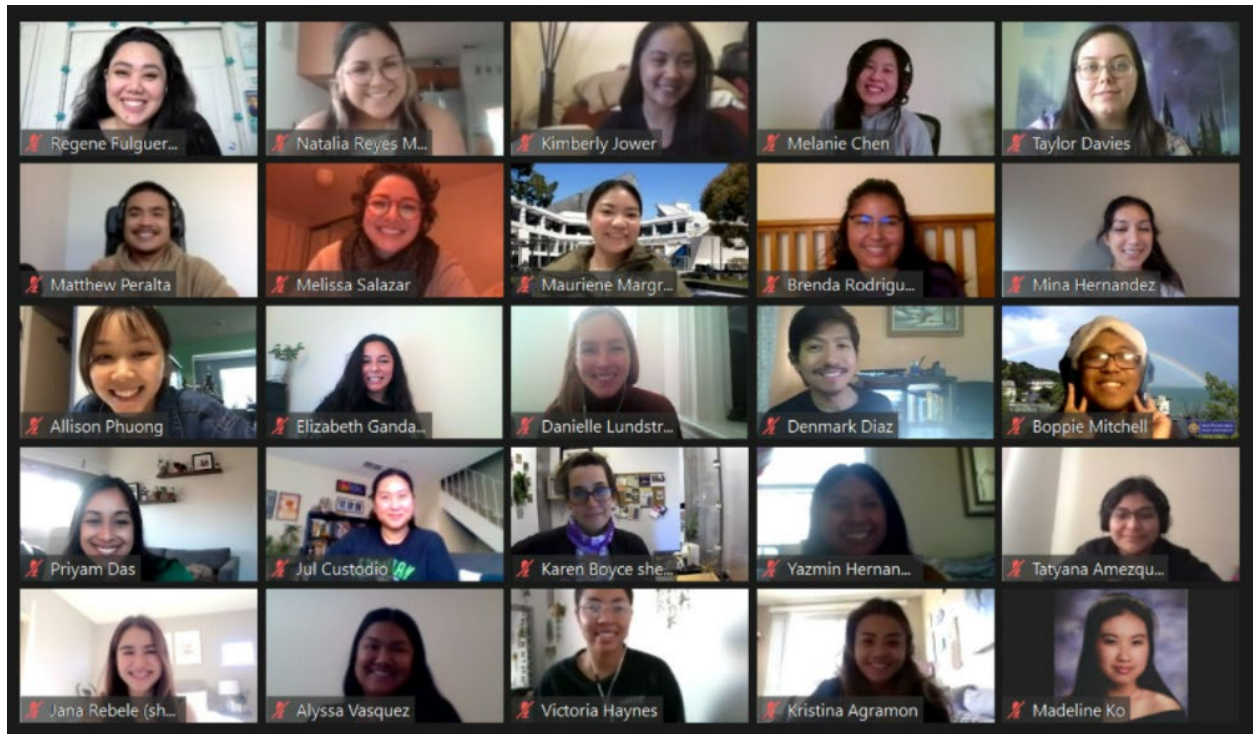 Regene Fulguer...
Natalia Reyes M...
Kimberly Jower
Melanie Chen
Taylor Davies
Matthew Peralta
Melissa Salazar
Mauriene Margr...
Brenda Rodrigu...
Mina Hernandez
Allison Phuong
Elizabeth Ganda...
Danielle Lundstr...
Denmark Diaz
Boppie Mitchell
Priyam Das
Jul Custodio
Karen Boyce she...
Yazmin Hernan...
Tatyana Amezqu...
Jana Rebele (sh...
Alyssa Vasquez
Victoria Haynes
Kristina Agramon
Madeline Ko